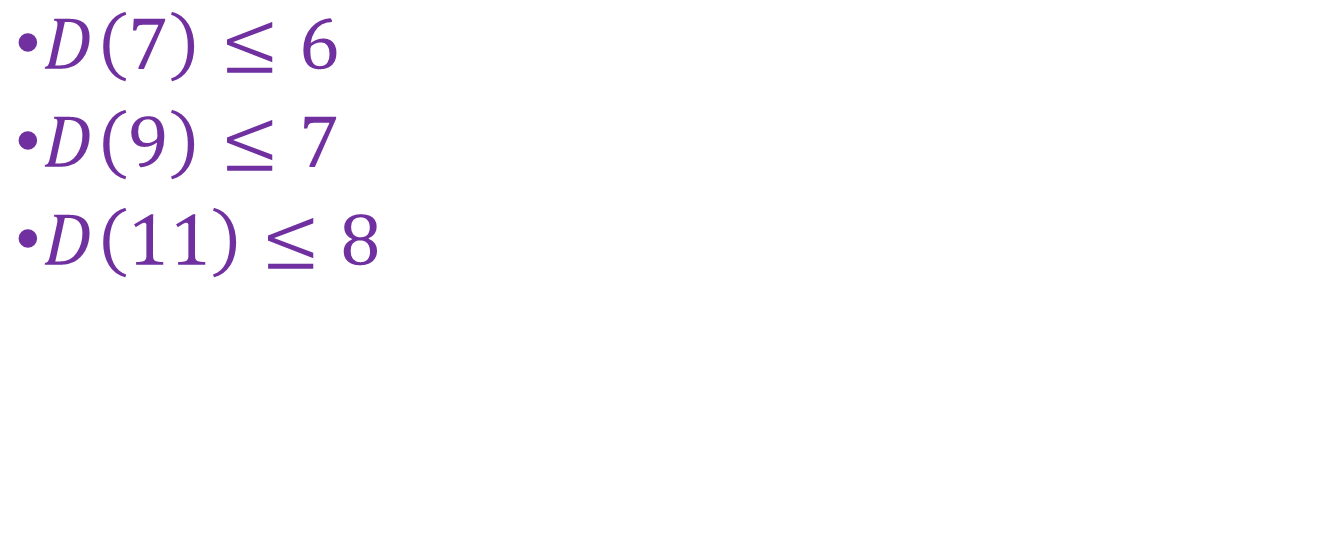 •D(7) ≤ 6
•D(9) ≤ 7
•D(11) ≤ 8